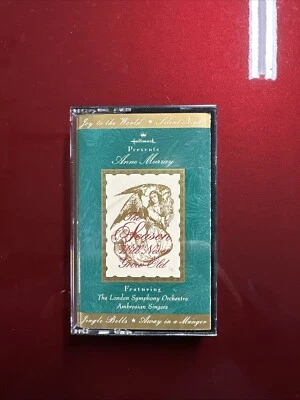 Joy to the World ★ Silent Night
Hallmark
Presents
Anne Murray
The
Season
Will Never
Grow Old
Featuring
The London Symphony Orchestra
Ambrosian Singers
Jingle Bells ★ Away in a Manger